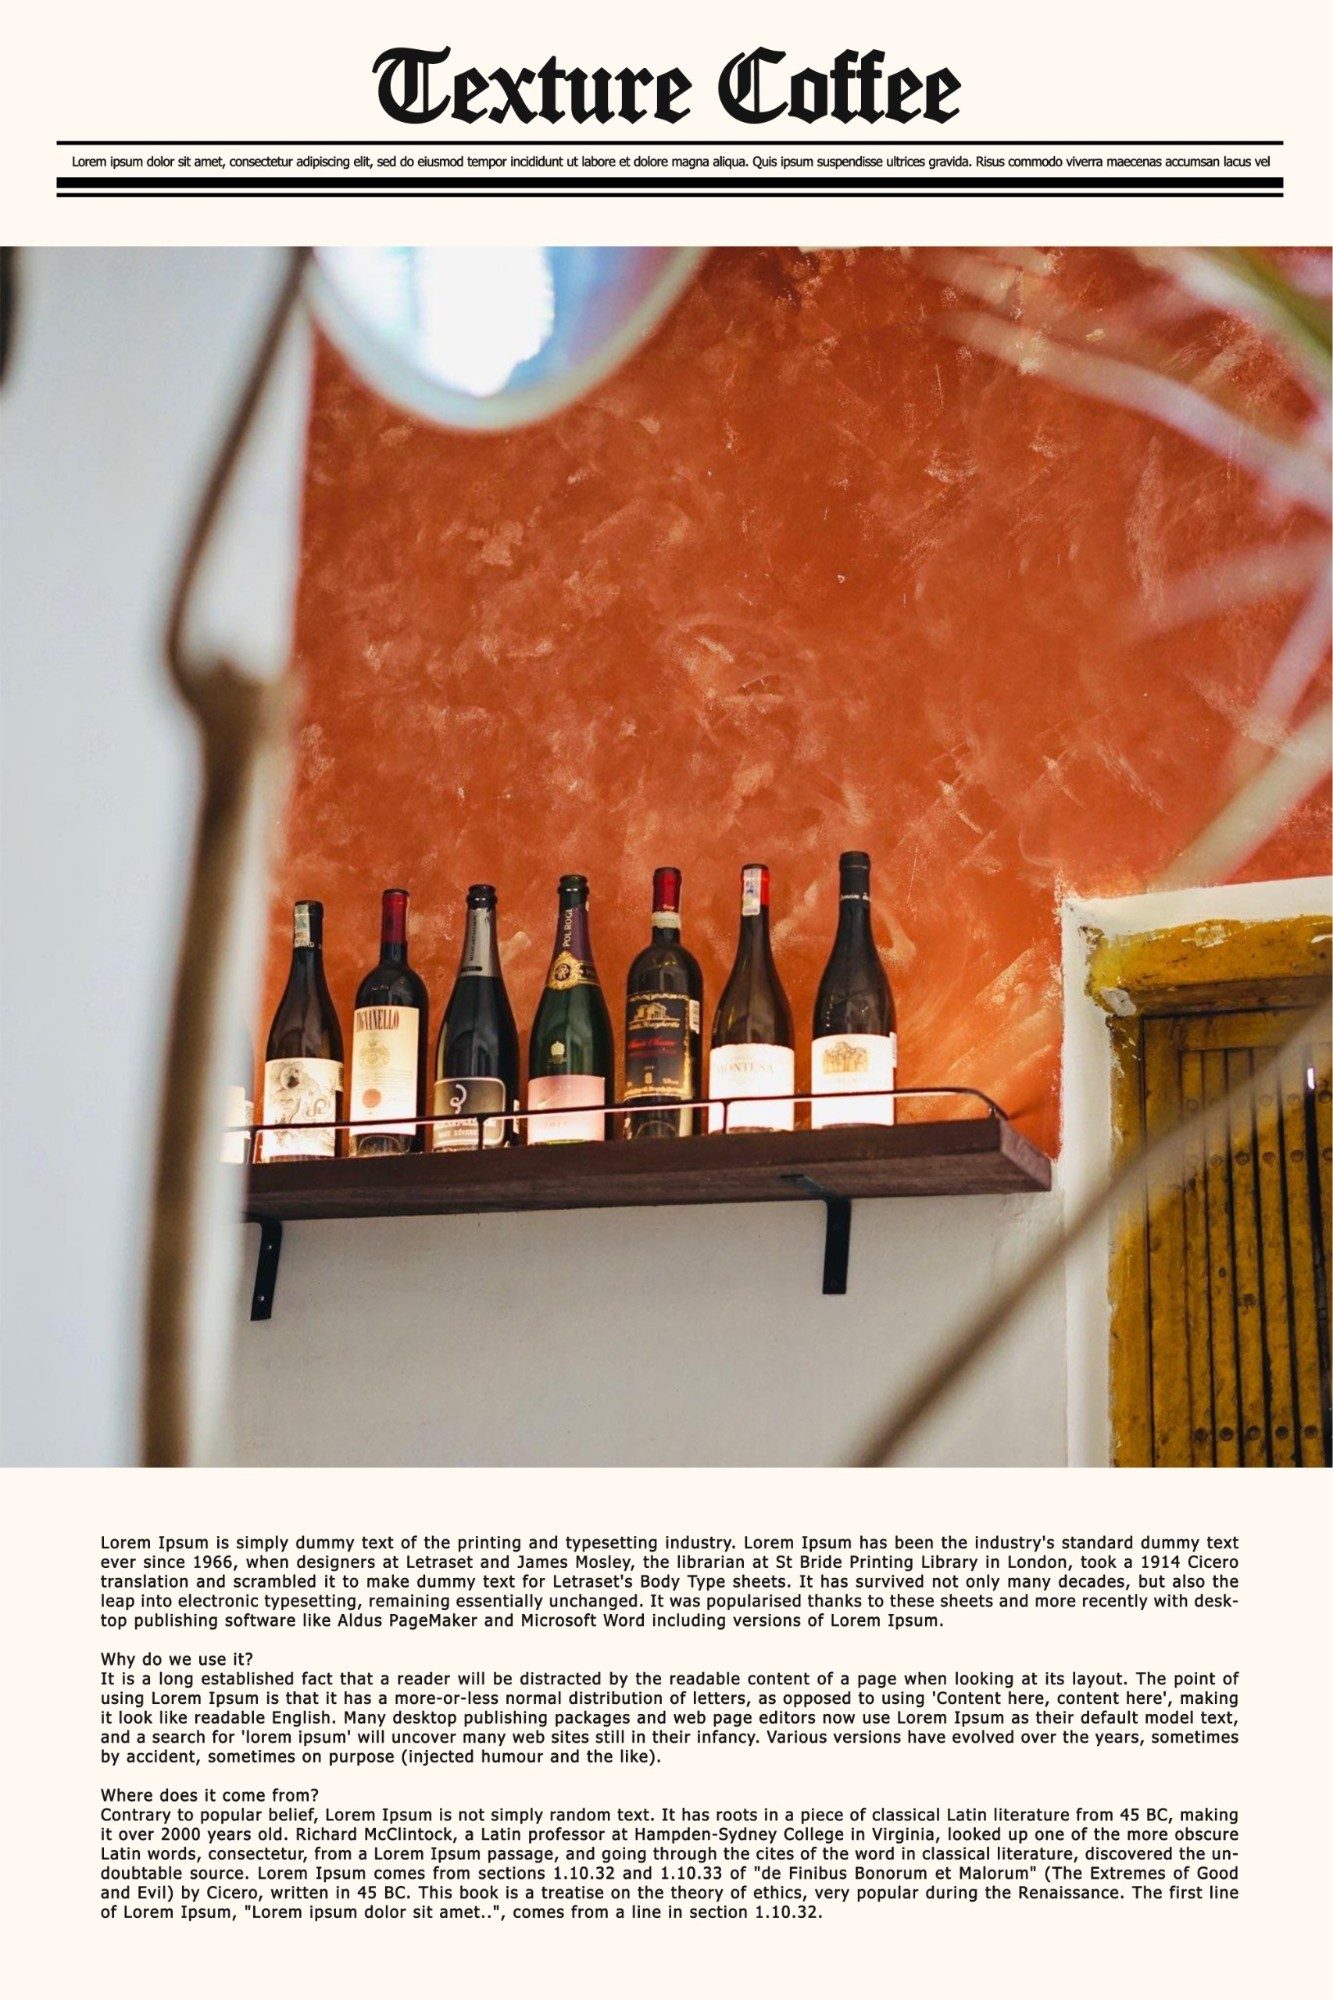 Texture Coffee
Lorem ipsum dolor sit amet, consectetur adipiscing elit, sed do eiusmod tempor incididunt ut labore et dolore magna aliqua. Quis ipsum suspendisse ultrices gravida. Risus commodo viverra maecenas accumsan lacus vel
POL ROGE
MONTESA
Lorem Ipsum is simply dummy text of the printing and typesetting industry. Lorem Ipsum has been the industry's standard dummy text
ever since 1966, when designers at Letraset and James Mosley, the librarian at St Bride Printing Library in London, took a 1914 Cicero
translation and scrambled it to make dummy text for Letraset's Body Type sheets. It has survived not only many decades, but also the
leap into electronic typesetting, remaining essentially unchanged. It was popularised thanks to these sheets and more recently with desk-
top publishing software like Aldus PageMaker and Microsoft Word including versions of Lorem Ipsum.
Why do we use it?
It is a long established fact that a reader will be distracted by the readable content of a page when looking at its layout. The point of
using Lorem Ipsum is that it has a more-or-less normal distribution of letters, as opposed to using 'Content here, content here', making
it look like readable English. Many desktop publishing packages and web page editors now use Lorem Ipsum as their default model text,
and a search for 'lorem ipsum' will uncover many web sites still in their infancy. Various versions have evolved over the years, sometimes
by accident, sometimes on purpose (injected humour and the like).
Where does it come from?
Contrary to popular belief, Lorem Ipsum is not simply random text. It has roots in a piece of classical Latin literature from 45 BC, making
it over 2000 years old. Richard McClintock, a Latin professor at Hampden-Sydney College in Virginia, looked up one of the more obscure
Latin words, consectetur, from a Lorem Ipsum passage, and going through the cites of the word in classical literature, discovered the un-
doubtable source. Lorem Ipsum comes from sections 1.10.32 and 1.10.33 of "de Finibus Bonorum et Malorum" (The Extremes of Good
and Evil) by Cicero, written in 45 BC. This book is a treatise on the theory of ethics, very popular during the Renaissance. The first line
of Lorem Ipsum, "Lorem ipsum dolor sit amet..", comes from a line in section 1.10.32.